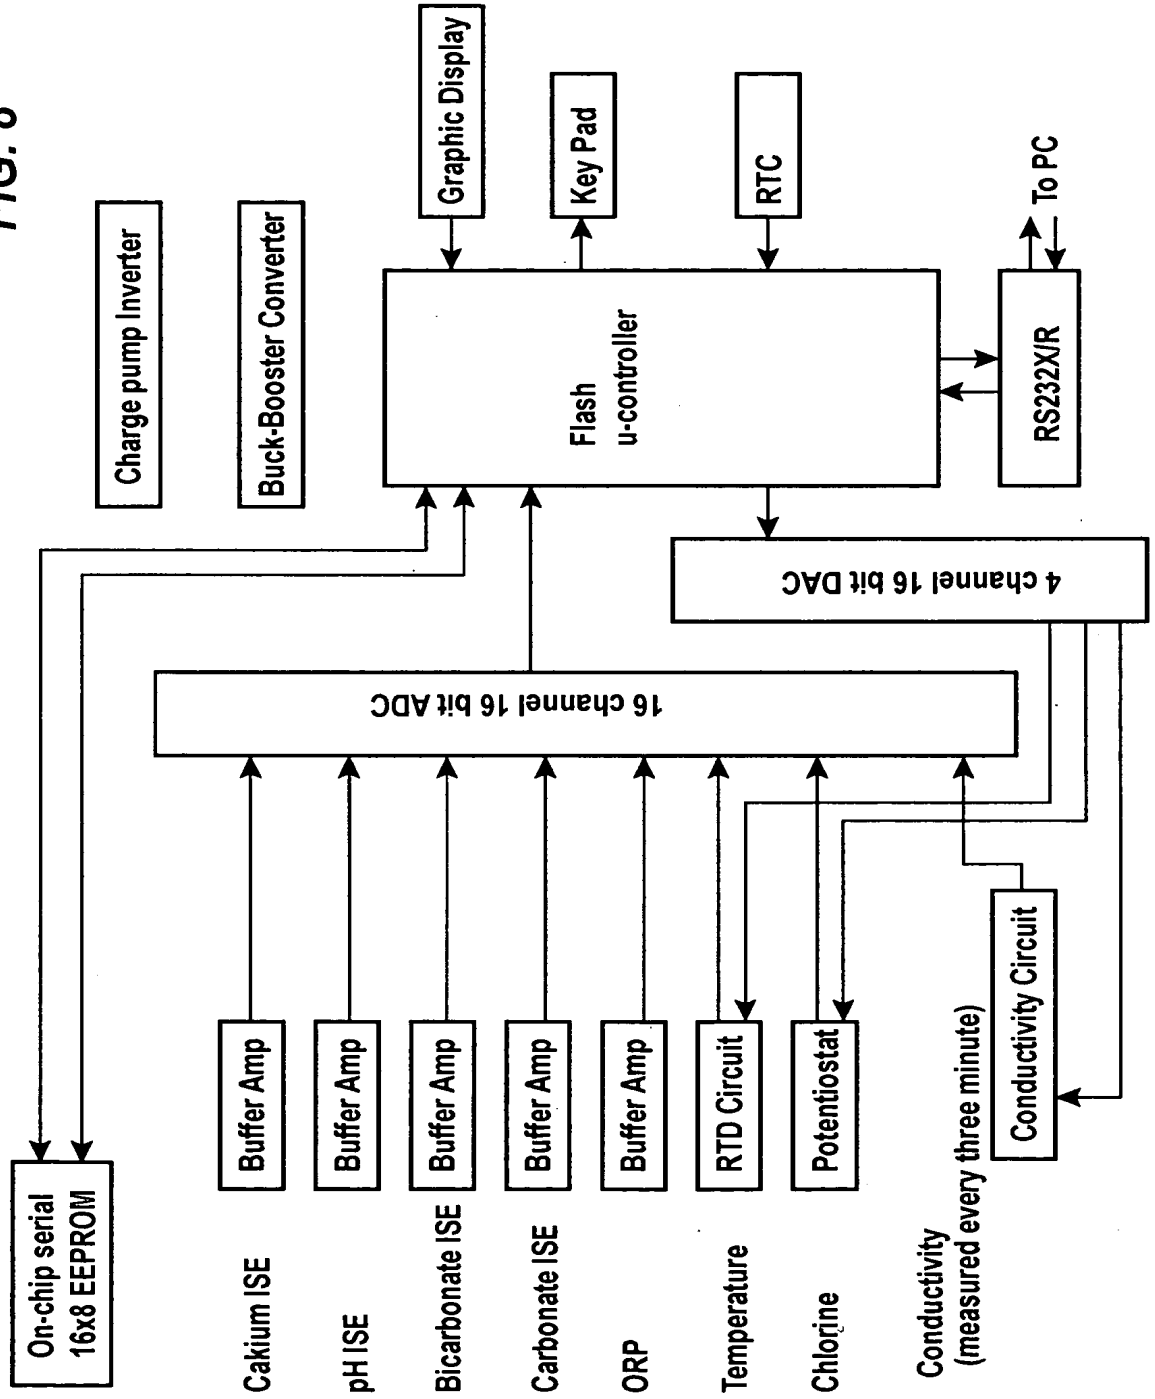 FIG.
On-chip serial
16x8 EEPROM
Charge pump Inverter
Buck-Booster Converter
Cakium ISE
Buffer Amp
pH ISE
Buffer Amp
Bicarbonate ISE
Buffer Amp
Carbonate ISE
Buffer Amp
ORP
Buffer Amp
Temperature
RTD Circuit
Chlorine
Potentiostat
Conductivity
(measured every three minute)
Conductivity Circuit
16 channel 16 bit ADC
4 channel 16 bit DAC
Flash
u-controller
Graphic Display
Key Pad
RTC
RS232X/R
To PC